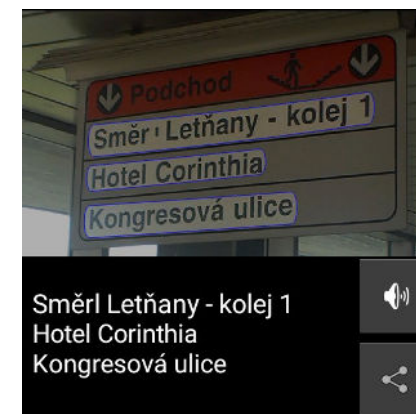 Podchod
Směr Letňany - kolej 1
Hotel Corinthia
Kongresová ulice
Směrl Letňany - kolej 1
Hotel Corinthia
Kongresová ulice